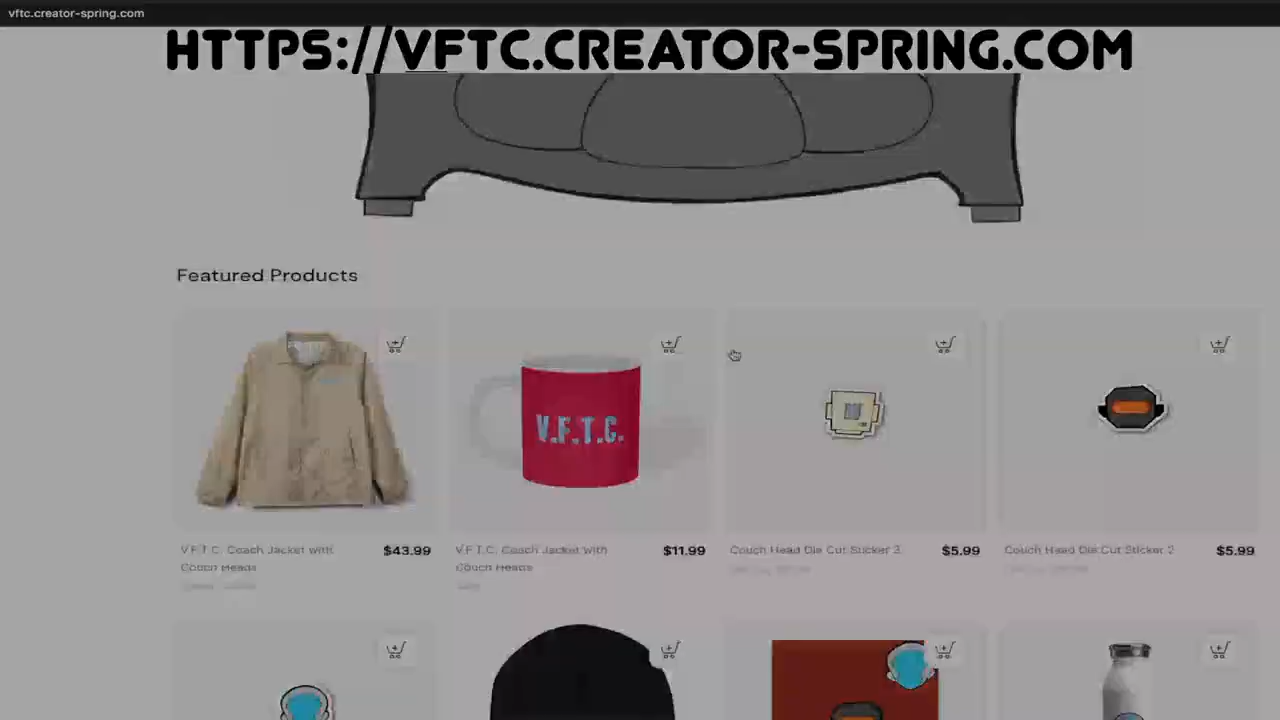 vftc.creator-spring.com
HTTPS://VFTC.CREATOR-SPRING.COM
Featured Products
V.F.T.C.
V.F.T.C. Coach Jacket with
Couch Heads
$43.99
V.F.T.C. Coach Jacket with
Couch Heads
$11.99
Couch Head Die Cut Sticker 3
$5.99
Couch Head Die Cut Sticker 2
$5.99